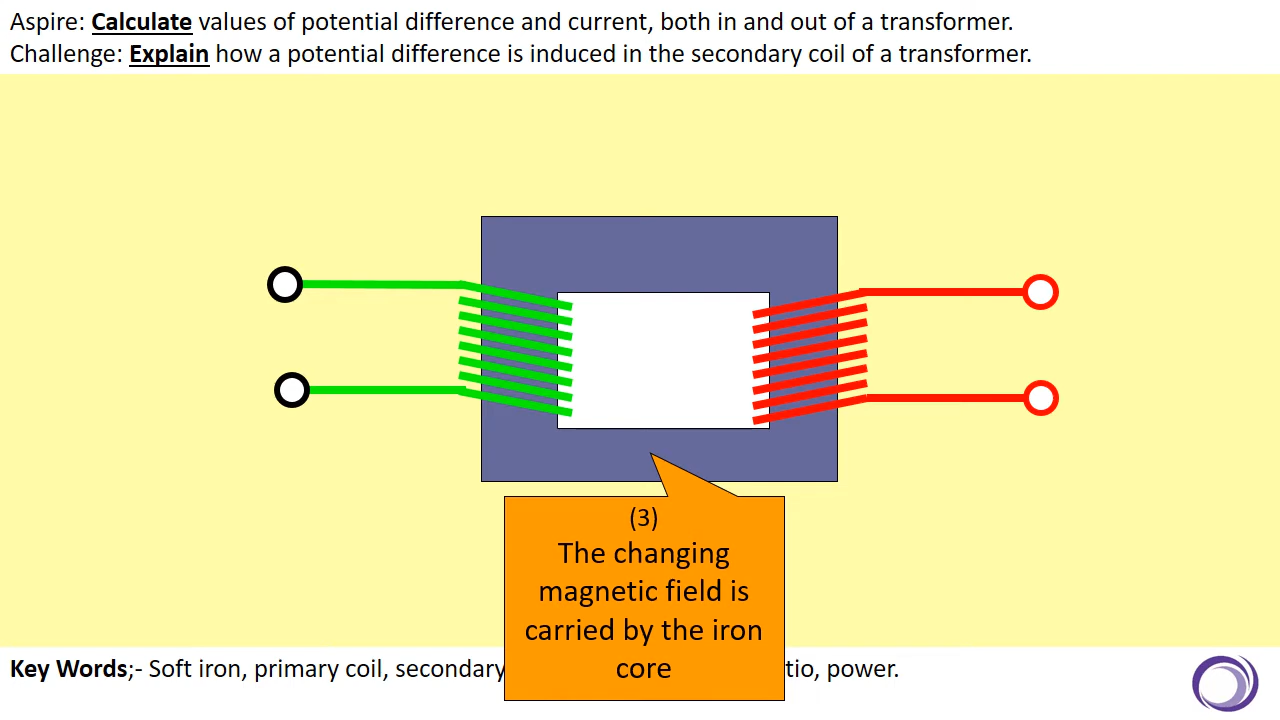 Aspire: Calculate values of potential difference and current, both in and out of a transformer.
Challenge: Explain how a potential difference is induced in the secondary coil of a transformer.
(3)
The changing
magnetic field is
carried by the iron
core
Key Words;- Soft iron, primary coil, secondary tio, power.